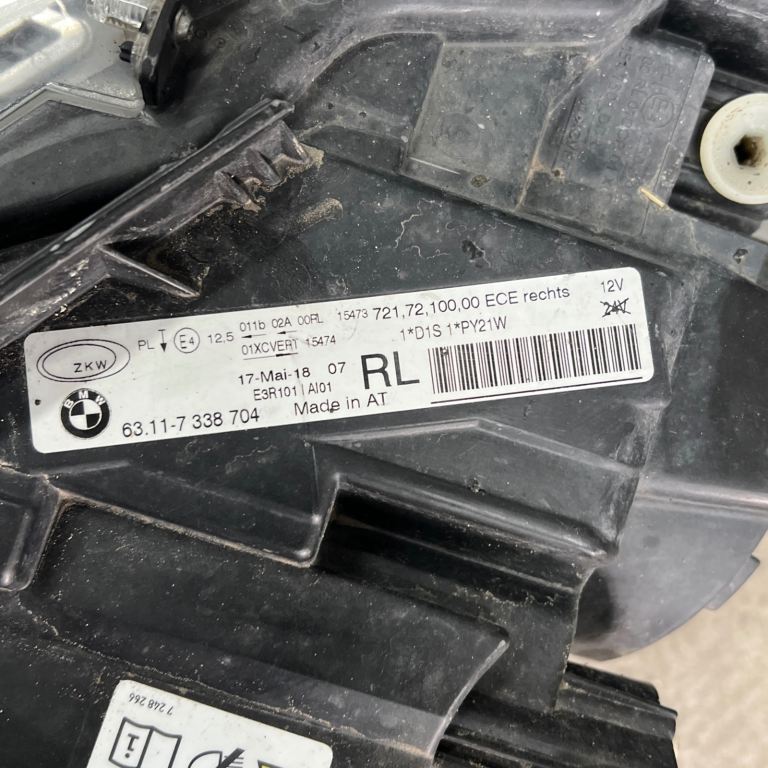 ZKW
PL E4 12,5 011b 02A 00RL 15473 721,72,100,00 ECE rechts 12V
01XCVERT 15474 1*D1S 1*PY21W 24V
17-Mai-18 07 RL
BMW E3R101 AI01
63.11-7 338 704 Made in AT
7 248 266
i